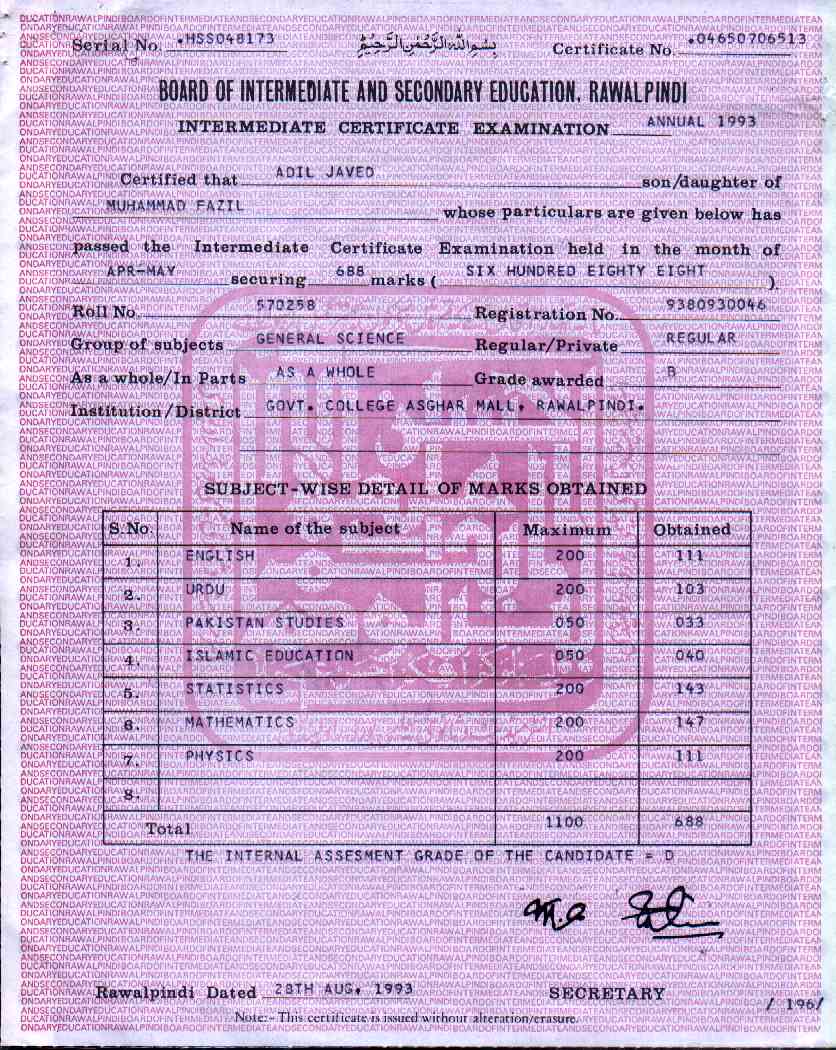 Serial No. .HSS048173 بِسْمِ اللهِ الرَّحْمٰنِ الرَّحِيْمِ Certificate No. .04650706513
BOARD OF INTERMEDIATE AND SECONDARY EDUCATION, RAWALPINDI
INTERMEDIATE CERTIFICATE EXAMINATION ANNUAL 1993
Certified that ADIL JAVED son/daughter of
MUHAMMAD FAZIL whose particulars are given below has
passed the Intermediate Certificate Examination held in the month of
APR-MAY securing 688 marks ( SIX HUNDRED EIGHTY EIGHT )
Roll No. 570258 Registration No. 9380930046
Group of subjects GENERAL SCIENCE Regular/Private REGULAR
As a whole/In Parts AS A WHOLE Grade awarded B
Institution/District GOVT. COLLEGE ASGHAR MALL, RAWALPINDI.
SUBJECT-WISE DETAIL OF MARKS OBTAINED
S.No. Name of the subject Maximum Obtained
1. ENGLISH 200 111
2. URDU 200 103
3. PAKISTAN STUDIES 050 033
4. ISLAMIC EDUCATION 050 040
5. STATISTICS 200 143
6. MATHEMATICS 200 147
7. PHYSICS 200 111
8.
Total 1100 688
THE INTERNAL ASSESMENT GRADE OF THE CANDIDATE = D
Rawalpindi Dated 28TH AUG, 1993 SECRETARY
/ 196/
Note:- This certificate is issued without alteration/erasure.